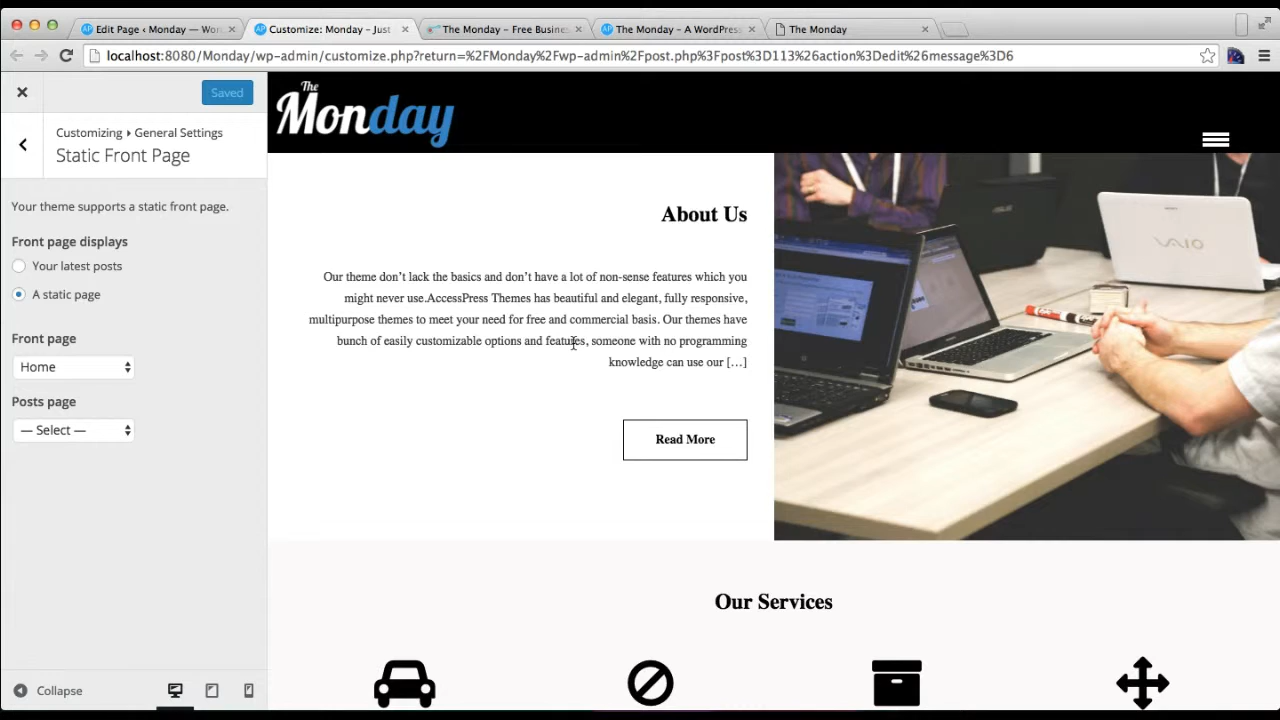 Edit Page ‹ Monday — Wor
Customize: Monday – Just
The Monday – Free Busine
The Monday – A WordPress
The Monday
localhost:8080/Monday/wp-admin/customize.php?return=%2FMonday%2Fwp-admin%2Fpost.php%3Fpost%3D113%26action%3Dedit%26message%3D6
Saved
Customizing ▸ General Settings
Static Front Page
Your theme supports a static front page.
Front page displays
Your latest posts
A static page
Front page
Home
Posts page
— Select —
Collapse
The
Monday
About Us
Our theme don’t lack the basics and don’t have a lot of non-sense features which you
might never use.AccessPress Themes has beautiful and elegant, fully responsive,
multipurpose themes to meet your need for free and commercial basis. Our themes have
bunch of easily customizable options and features, someone with no programming
knowledge can use our […]
Read More
VAIO
Our Services